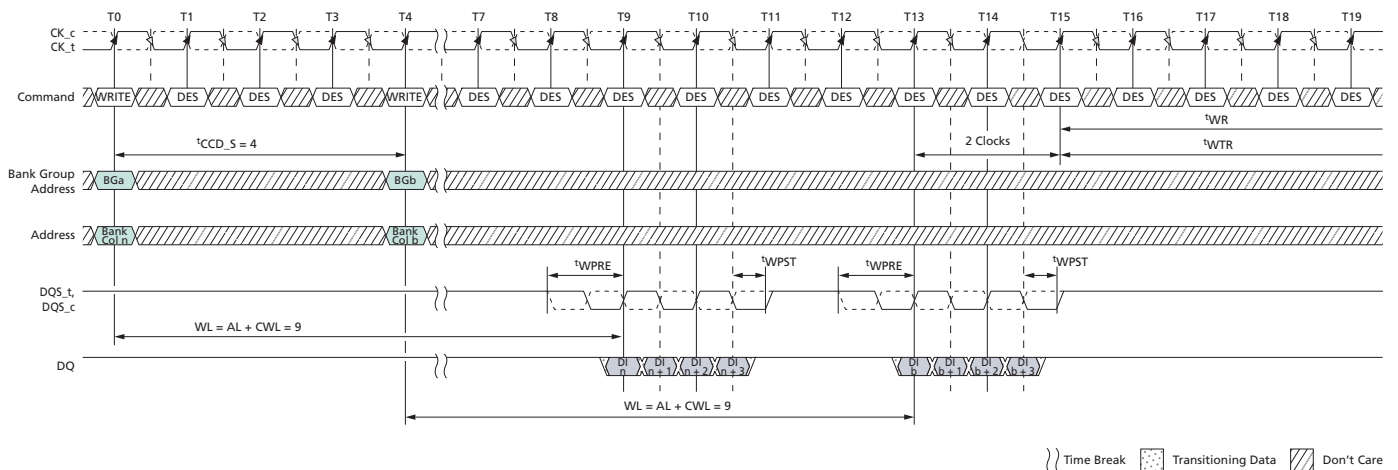 T0 T1 T2 T3 T4 T7 T8 T9 T10 T11 T12 T13 T14 T15 T16 T17 T18 T19
CK_c
CK_t
Command WRITE DES DES DES WRITE DES DES DES DES DES DES DES DES DES DES DES DES DES
tWR
tCCD_S = 4 2 Clocks tWTR
Bank Group
Address BGa BGb
Address Bank
Col n Bank
Col b
tWPRE tWPST tWPRE tWPST
DQS_t,
DQS_c
WL = AL + CWL = 9
DQ DI
n DI
n + 1 DI
n + 2 DI
n + 3 DI
b DI
b + 1 DI
b + 2 DI
b + 3
WL = AL + CWL = 9
Time Break Transitioning Data Don't Care